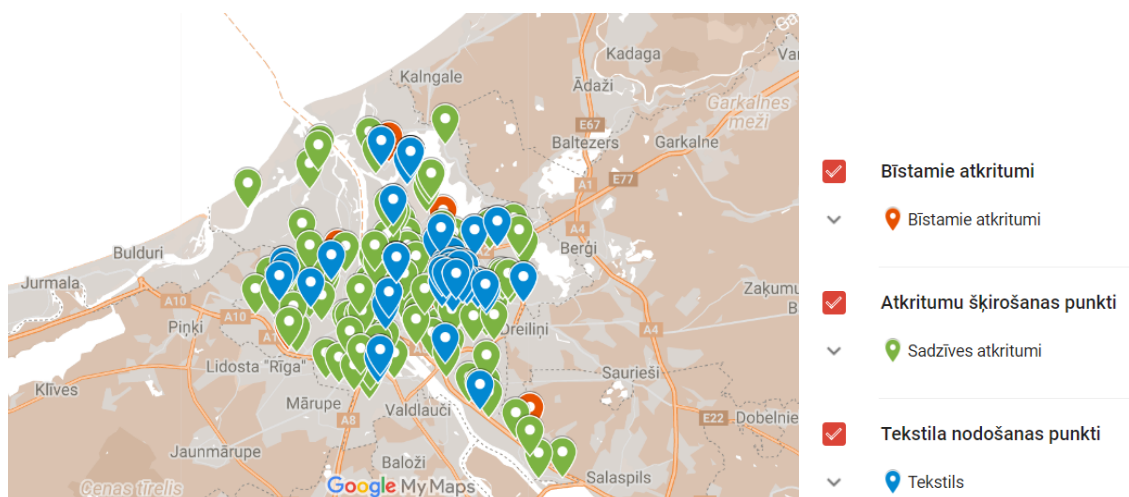 Ga
Kadaga
Kalngale
Ādaži
Garkalnes
meži
E67
Baltezers
Garkalne
A1
E77
Bīstamie atkritumi
Bīstamie atkritumi
A4
Bulduri
Berģi
Jurmala
A10
Zaķumu
Atkritumu šķirošanas punkti
Piņķi
A10
Dreiliņi
A4
Sadzīves atkritumi
Lidosta "Rīga"
Saurieši
Klīves
Mārupe
Valdlauči
A8
E22
Dobelnie
Tekstila nodošanas punkti
Jaunmārupe
Baloži
Salaspils
Cenas tīrelis
Google My Maps
Tekstils